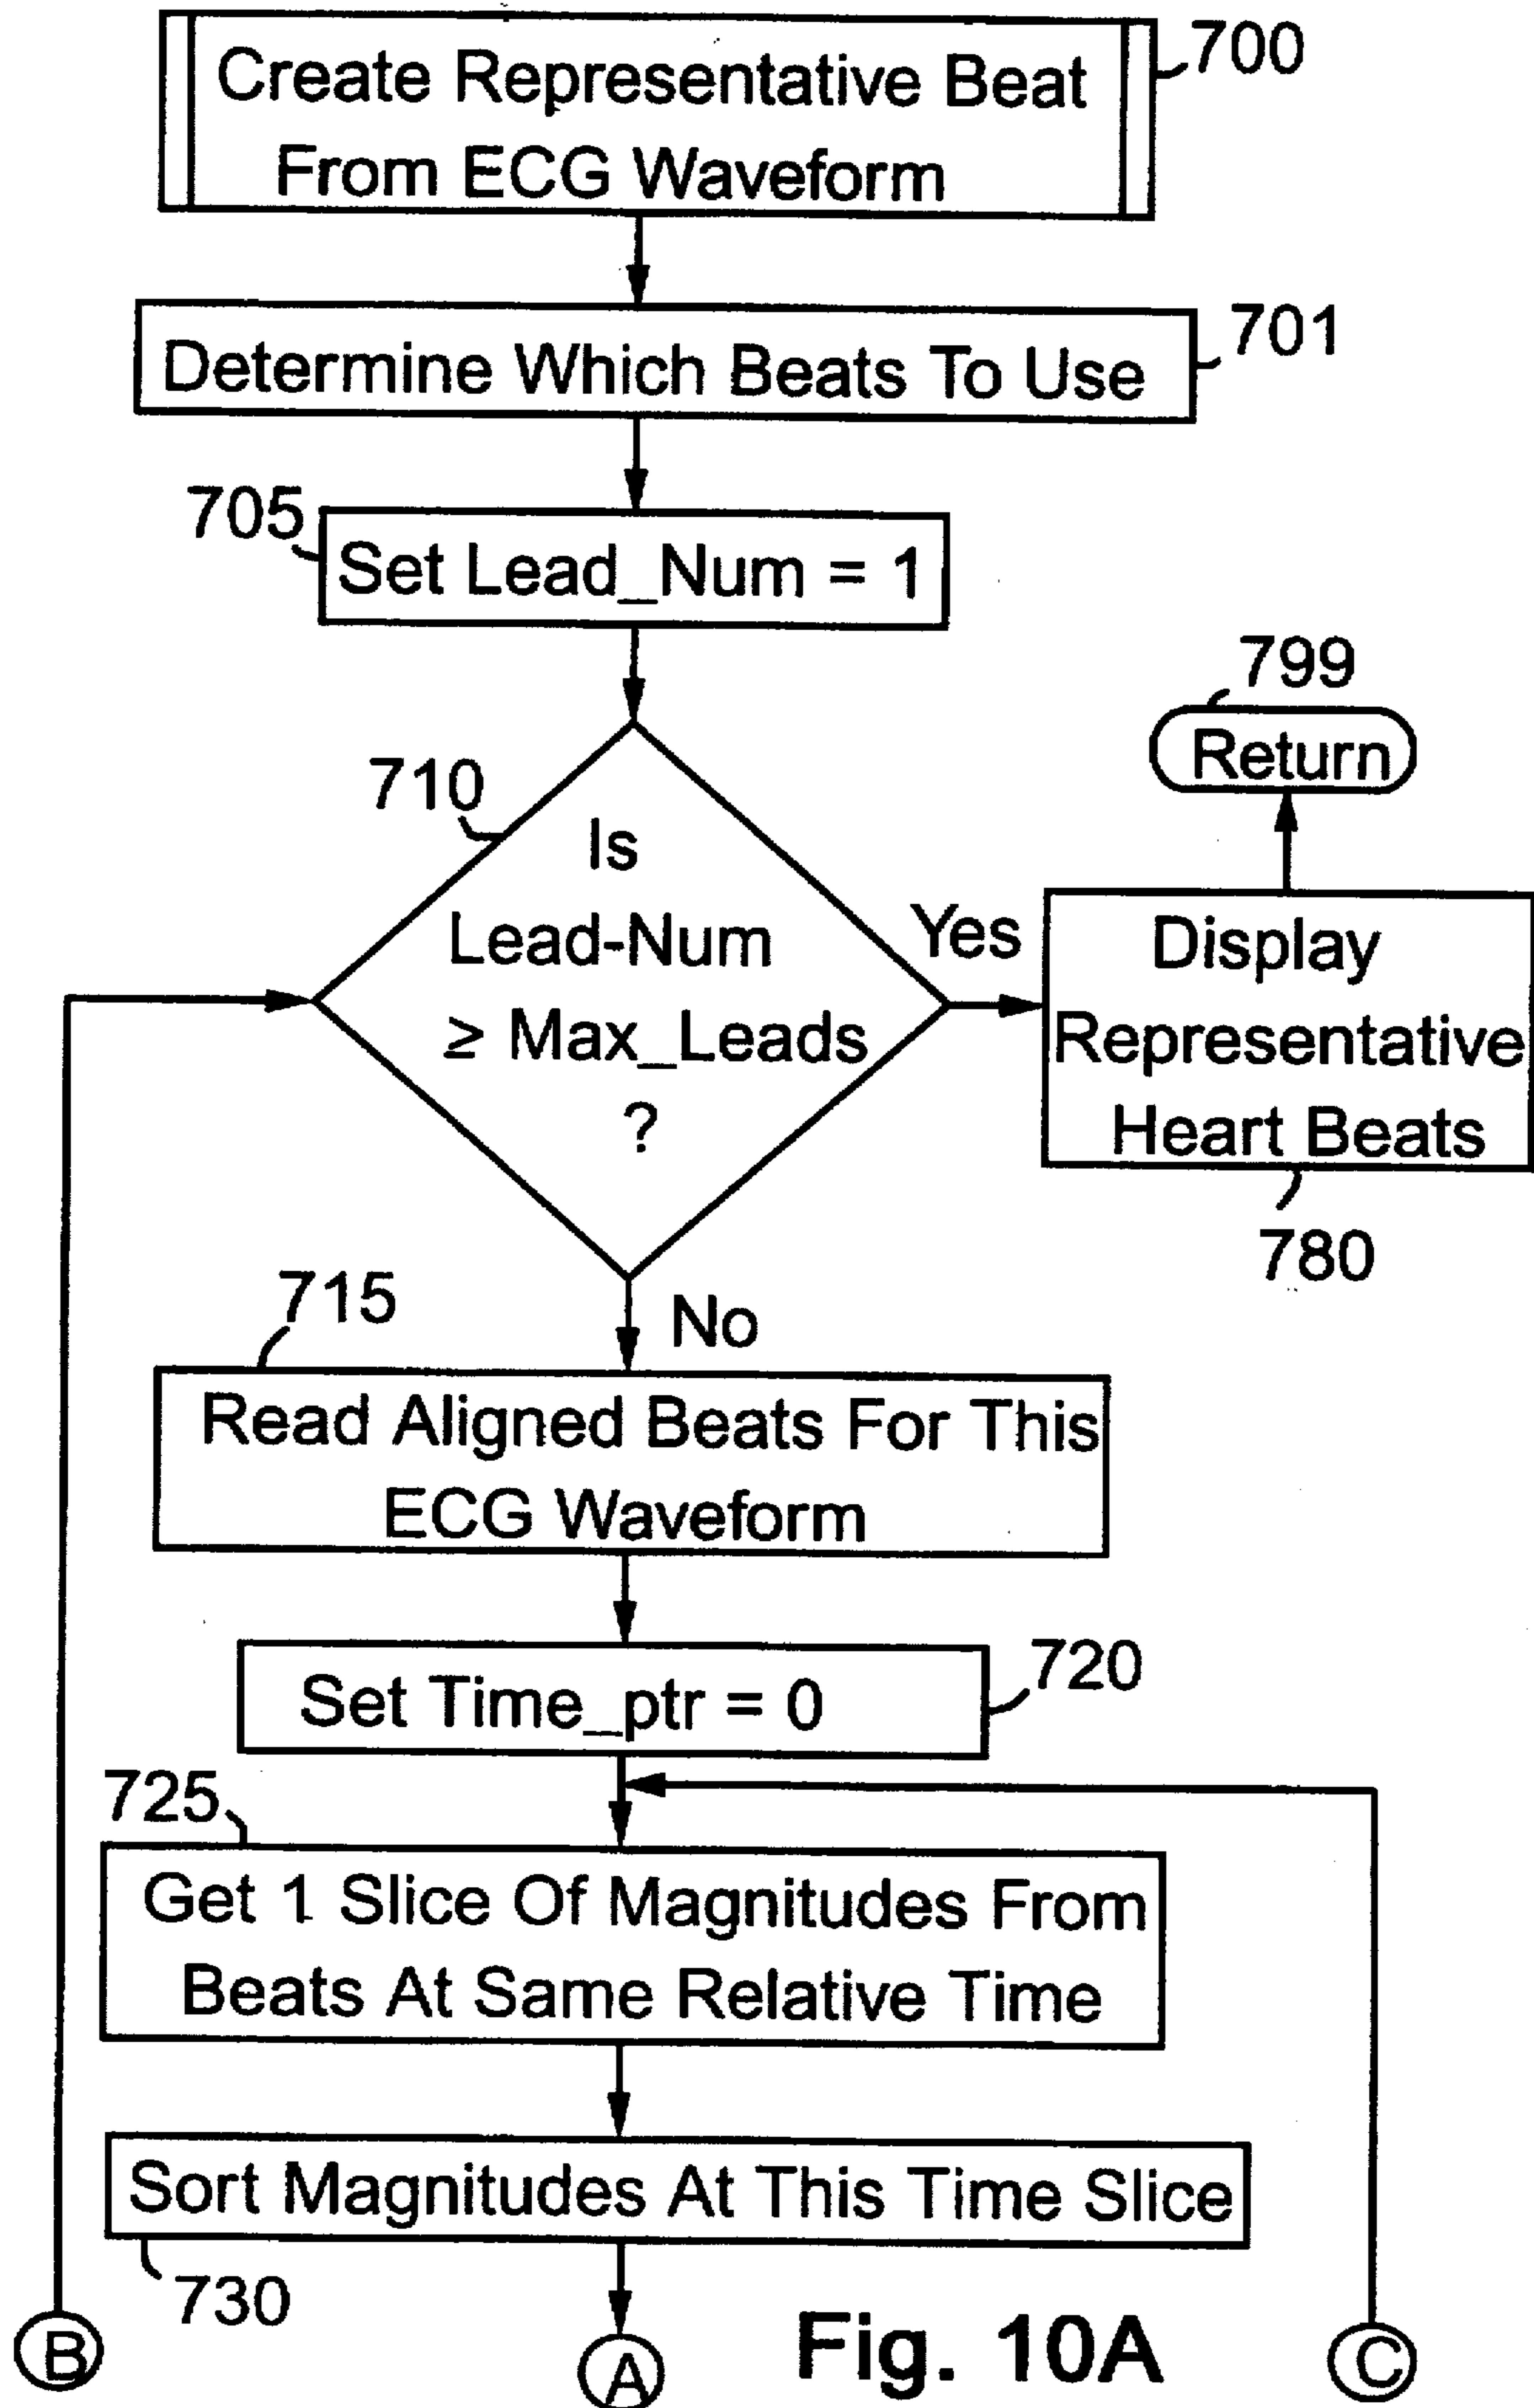 700
Create Representative Beat
From ECG Waveform
701
Determine Which Beats To Use
705
Set Lead_Num = 1
799
Return
710
Is
Lead-Num
≥ Max_Leads
?
Yes
Display
Representative
Heart Beats
780
No
715
Read Aligned Beats For This
ECG Waveform
720
Set Time_ptr = 0
725
Get 1 Slice Of Magnitudes From
Beats At Same Relative Time
Sort Magnitudes At This Time Slice
730
B
A
Fig. 10A
C